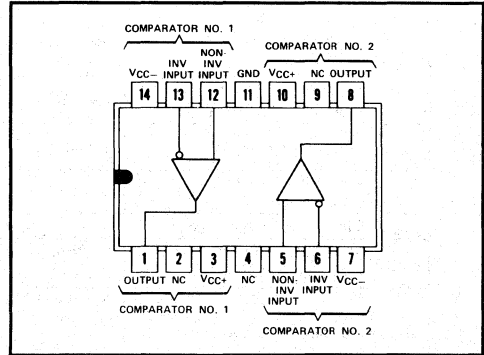 COMPARATOR NO. 1
COMPARATOR NO. 2
VCC– INV INPUT NON-INV INPUT GND VCC+ NC OUTPUT
14 13 12 11 10 9 8
1 2 3 4 5 6 7
OUTPUT NC VCC+ NC NON-INV INPUT INV INPUT VCC–
COMPARATOR NO. 1
COMPARATOR NO. 2